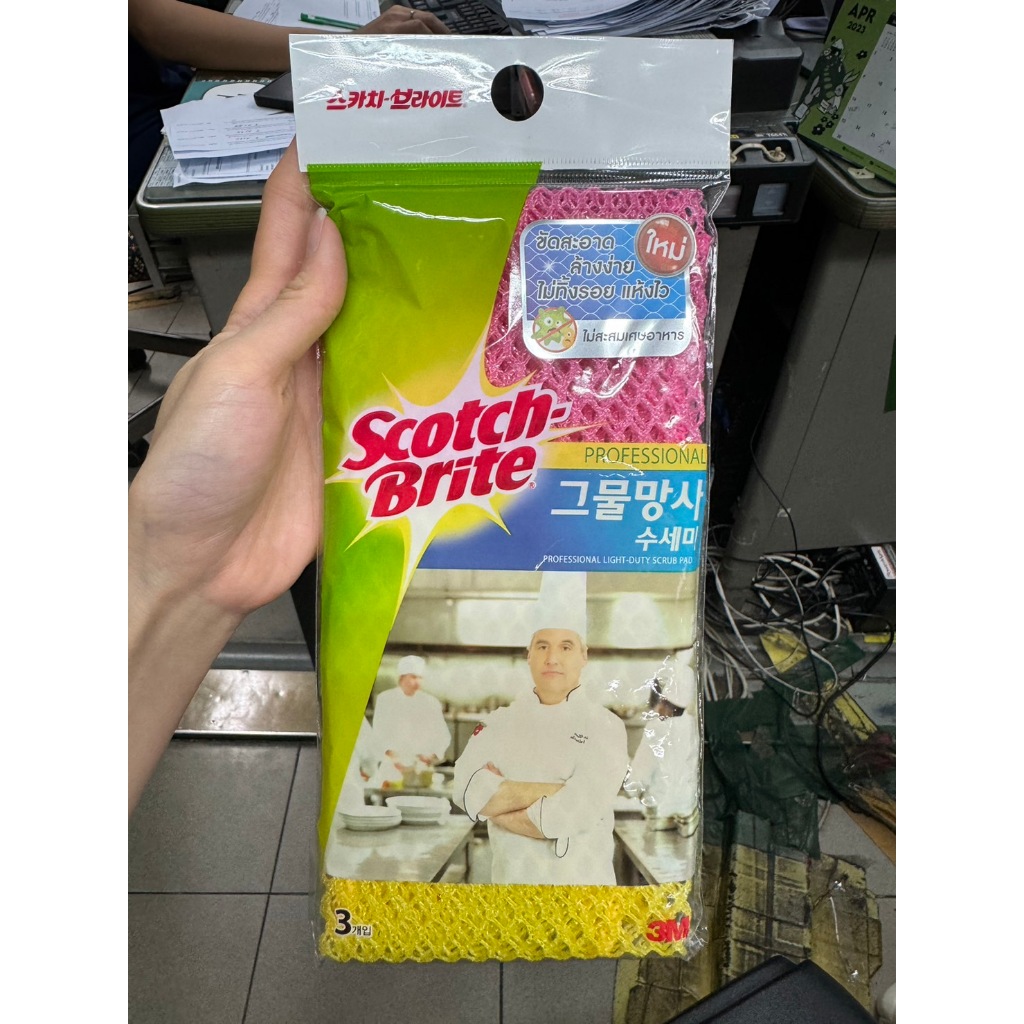 스카치-브라이트
APR
2023
ขัดสะอาด
ล้างง่าย
ไม่ทิ้งรอย แห้งไว
ใหม่
ไม่สะสมเศษอาหาร
Scotch-
Brite
PROFESSIONAL
그물망사
수세미
PROFESSIONAL LIGHT-DUTY SCRUB PAD
3개입
3M